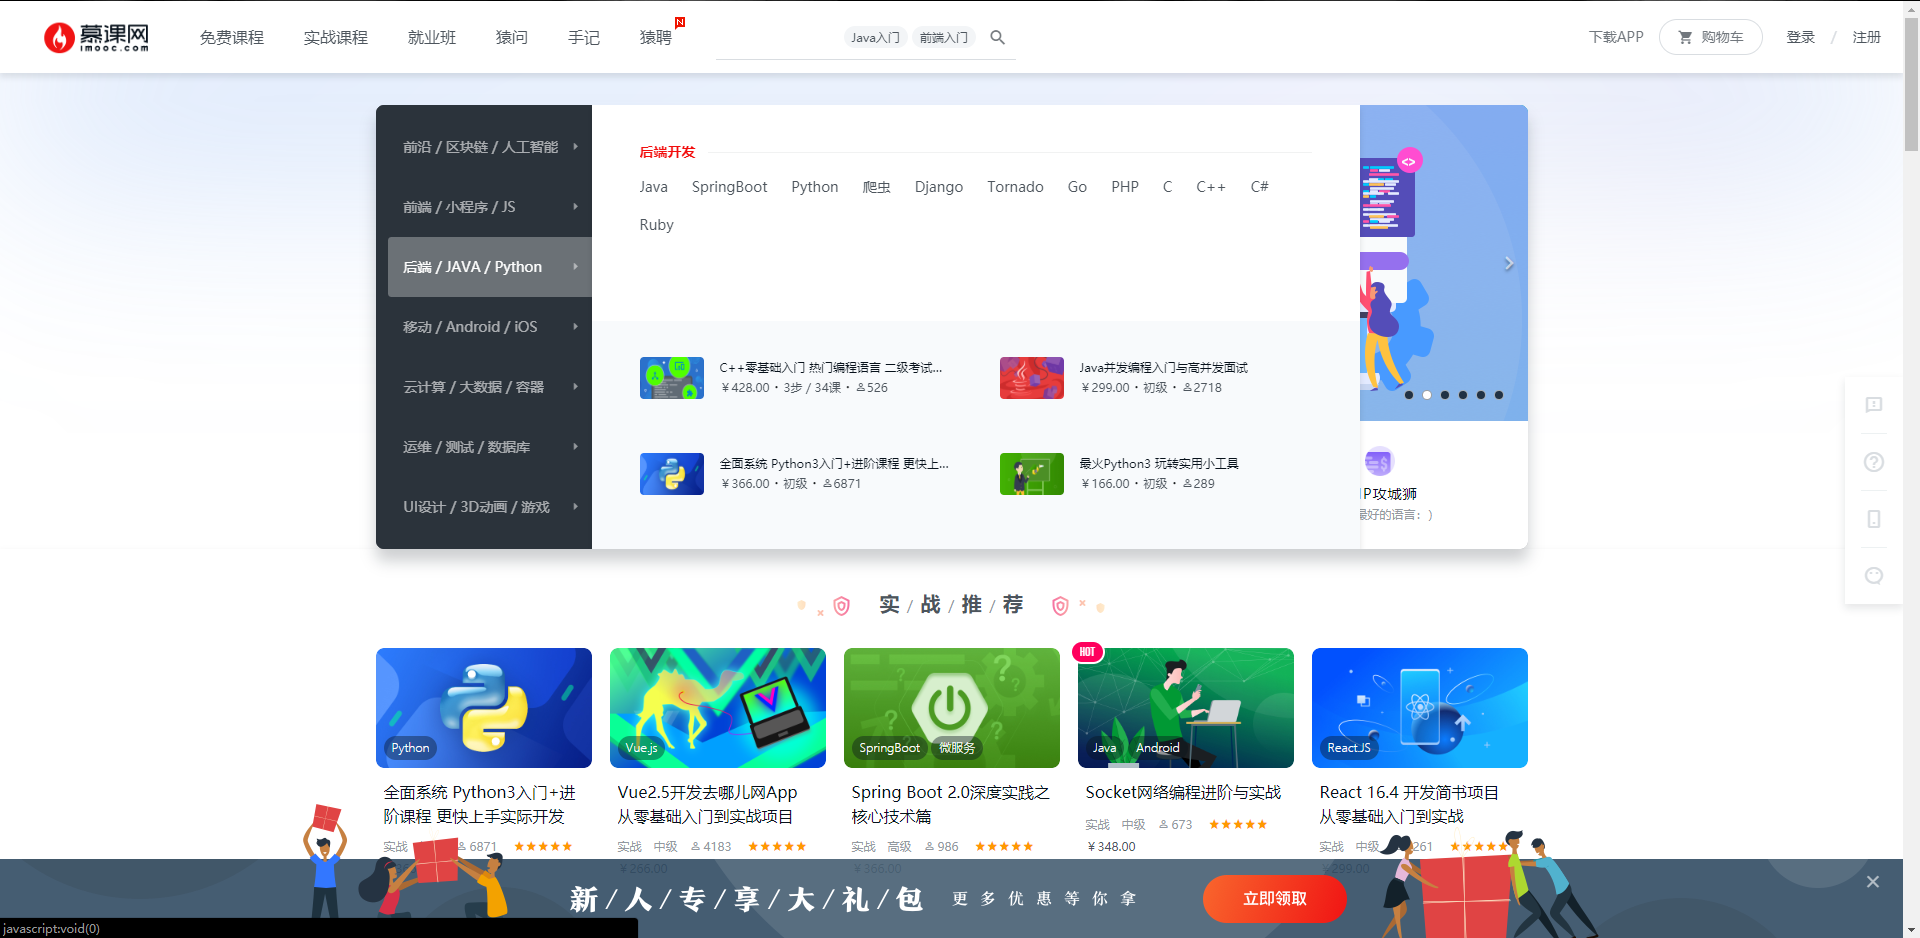 慕课网
imooc.com
免费课程 实战课程 就业班 猿问 手记 猿聘 N
Java入门 前端入门
下载APP 购物车 登录 / 注册
前沿 / 区块链 / 人工智能
前端 / 小程序 / JS
后端 / JAVA / Python
移动 / Android / iOS
云计算 / 大数据 / 容器
运维 / 测试 / 数据库
UI设计 / 3D动画 / 游戏
后端开发
Java SpringBoot Python 爬虫 Django Tornado Go PHP C C++ C#
Ruby
C++零基础入门 热门编程语言 二级考试...
￥428.00 · 3步 / 34课 · 526
Java并发编程入门与高并发面试
￥299.00 · 初级 · 2718
全面系统 Python3入门+进阶课程 更快上...
￥366.00 · 初级 · 6871
最火Python3 玩转实用小工具
￥166.00 · 初级 · 289
</>
P攻城狮
最好的语言：)
实 / 战 / 推 / 荐
Python
Vue.js
SpringBoot 微服务
HOT
Java Android
React.JS
全面系统 Python3入门+进
阶课程 更快上手实际开发
实战 6871 ★★★★★
Vue2.5开发去哪儿网App
从零基础入门到实战项目
实战 中级 4183 ★★★★★
￥266.00
Spring Boot 2.0深度实践之
核心技术篇
实战 高级 986 ★★★★★
￥366.00
Socket网络编程进阶与实战
实战 中级 673 ★★★★★
￥348.00
React 16.4 开发简书项目
从零基础入门到实战
实战 中级 261 ★★★★★
￥299.00
新 / 人 / 专 / 享 / 大 / 礼 / 包 更多优惠等你拿 立即领取
javascript:void(0)